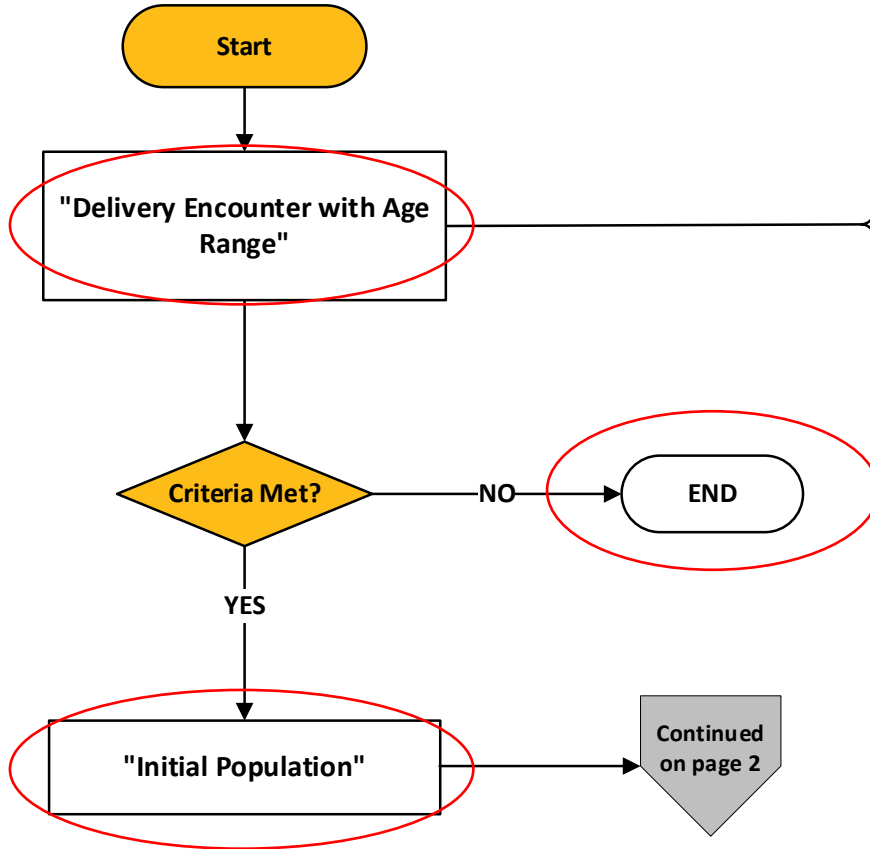 Start
"Delivery Encounter with Age
Range"
Criteria Met?
NO
END
YES
"Initial Population"
Continued
on page 2